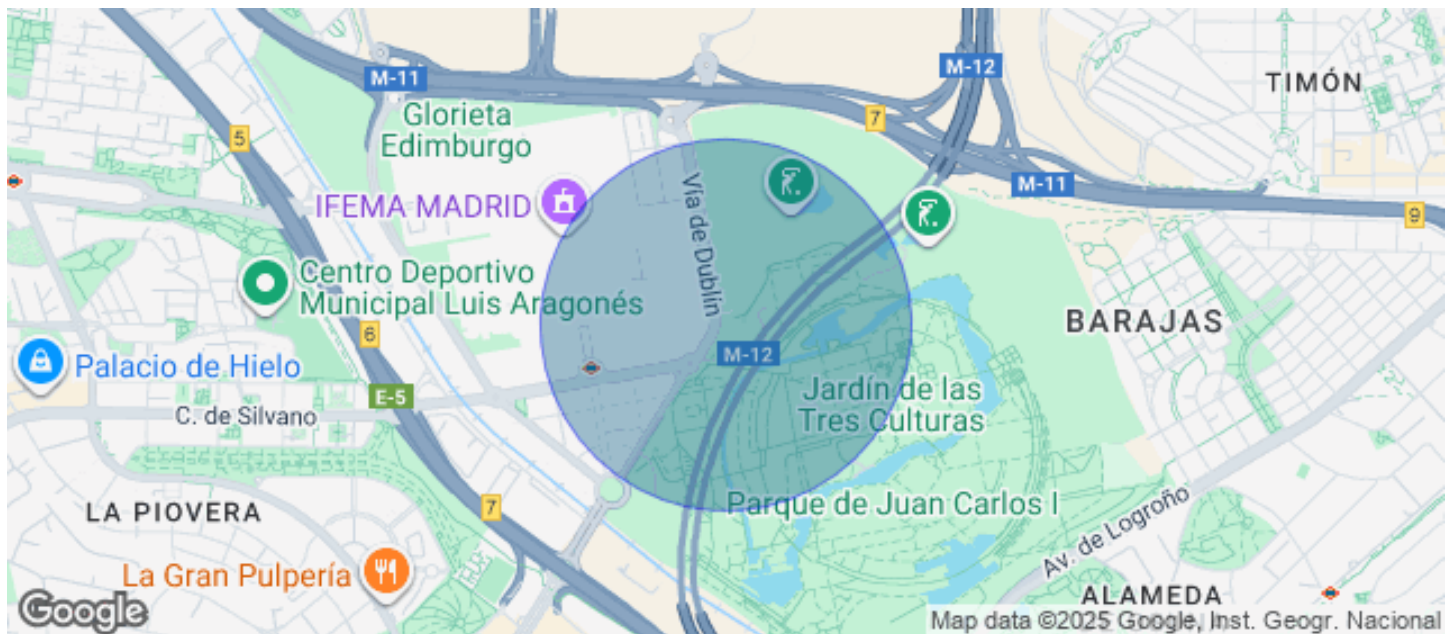 M-11
M-12
TIMÓN
Glorieta
Edimburgo
7
5
M-11
IFEMA MADRID
Vía de Dublín
9
Centro Deportivo
Municipal Luis Aragonés
BARAJAS
6
Palacio de Hielo
M-12
E-5
Jardín de las
Tres Culturas
C. de Silvano
LA PIOVERA
7
Parque de Juan Carlos I
Av. de Logroño
La Gran Pulpería
ALAMEDA
Google
Map data ©2025 Google, Inst. Geogr. Nacional